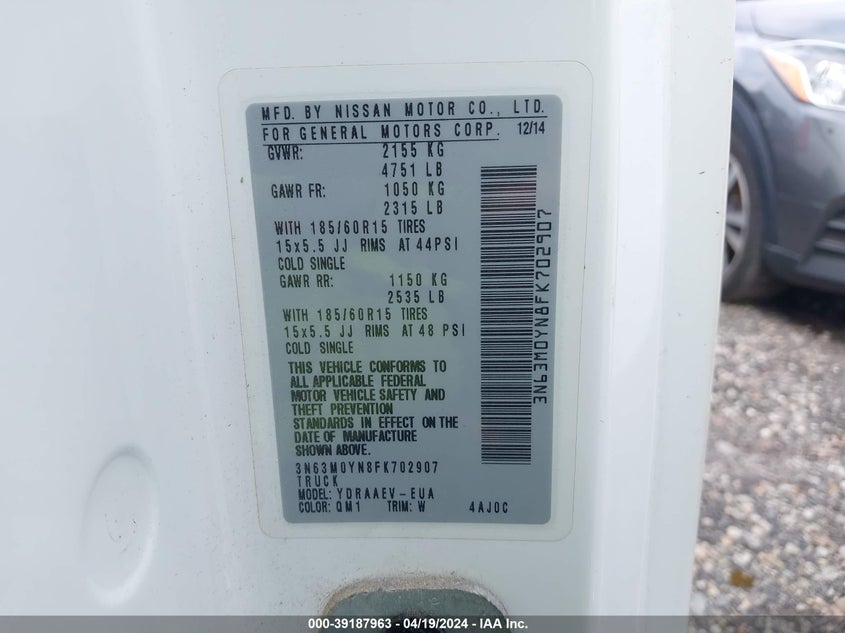 MFD. BY NISSAN MOTOR CO., LTD.
FOR GENERAL MOTORS CORP. 12/14
GVWR: 2155 KG
4751 LB
GAWR FR: 1050 KG
2315 LB
WITH 185/60R15 TIRES
15x5.5 JJ RIMS AT 44PSI
COLD SINGLE
GAWR RR: 1150 KG
2535 LB
WITH 185/60R15 TIRES
15x5.5 JJ RIMS AT 48 PSI
COLD SINGLE
THIS VEHICLE CONFORMS TO
ALL APPLICABLE FEDERAL
MOTOR VEHICLE SAFETY AND
THEFT PREVENTION
STANDARDS IN EFFECT ON THE
DATE OF MANUFACTURE
SHOWN ABOVE.
3N63M0YN8FK702907
TRUCK
MODEL: YDRAAEV-EUA
COLOR: QM1 TRIM: W 4AJ0C
3N63M0YN8FK702907
000-39187963 - 04/19/2024 - IAA Inc.